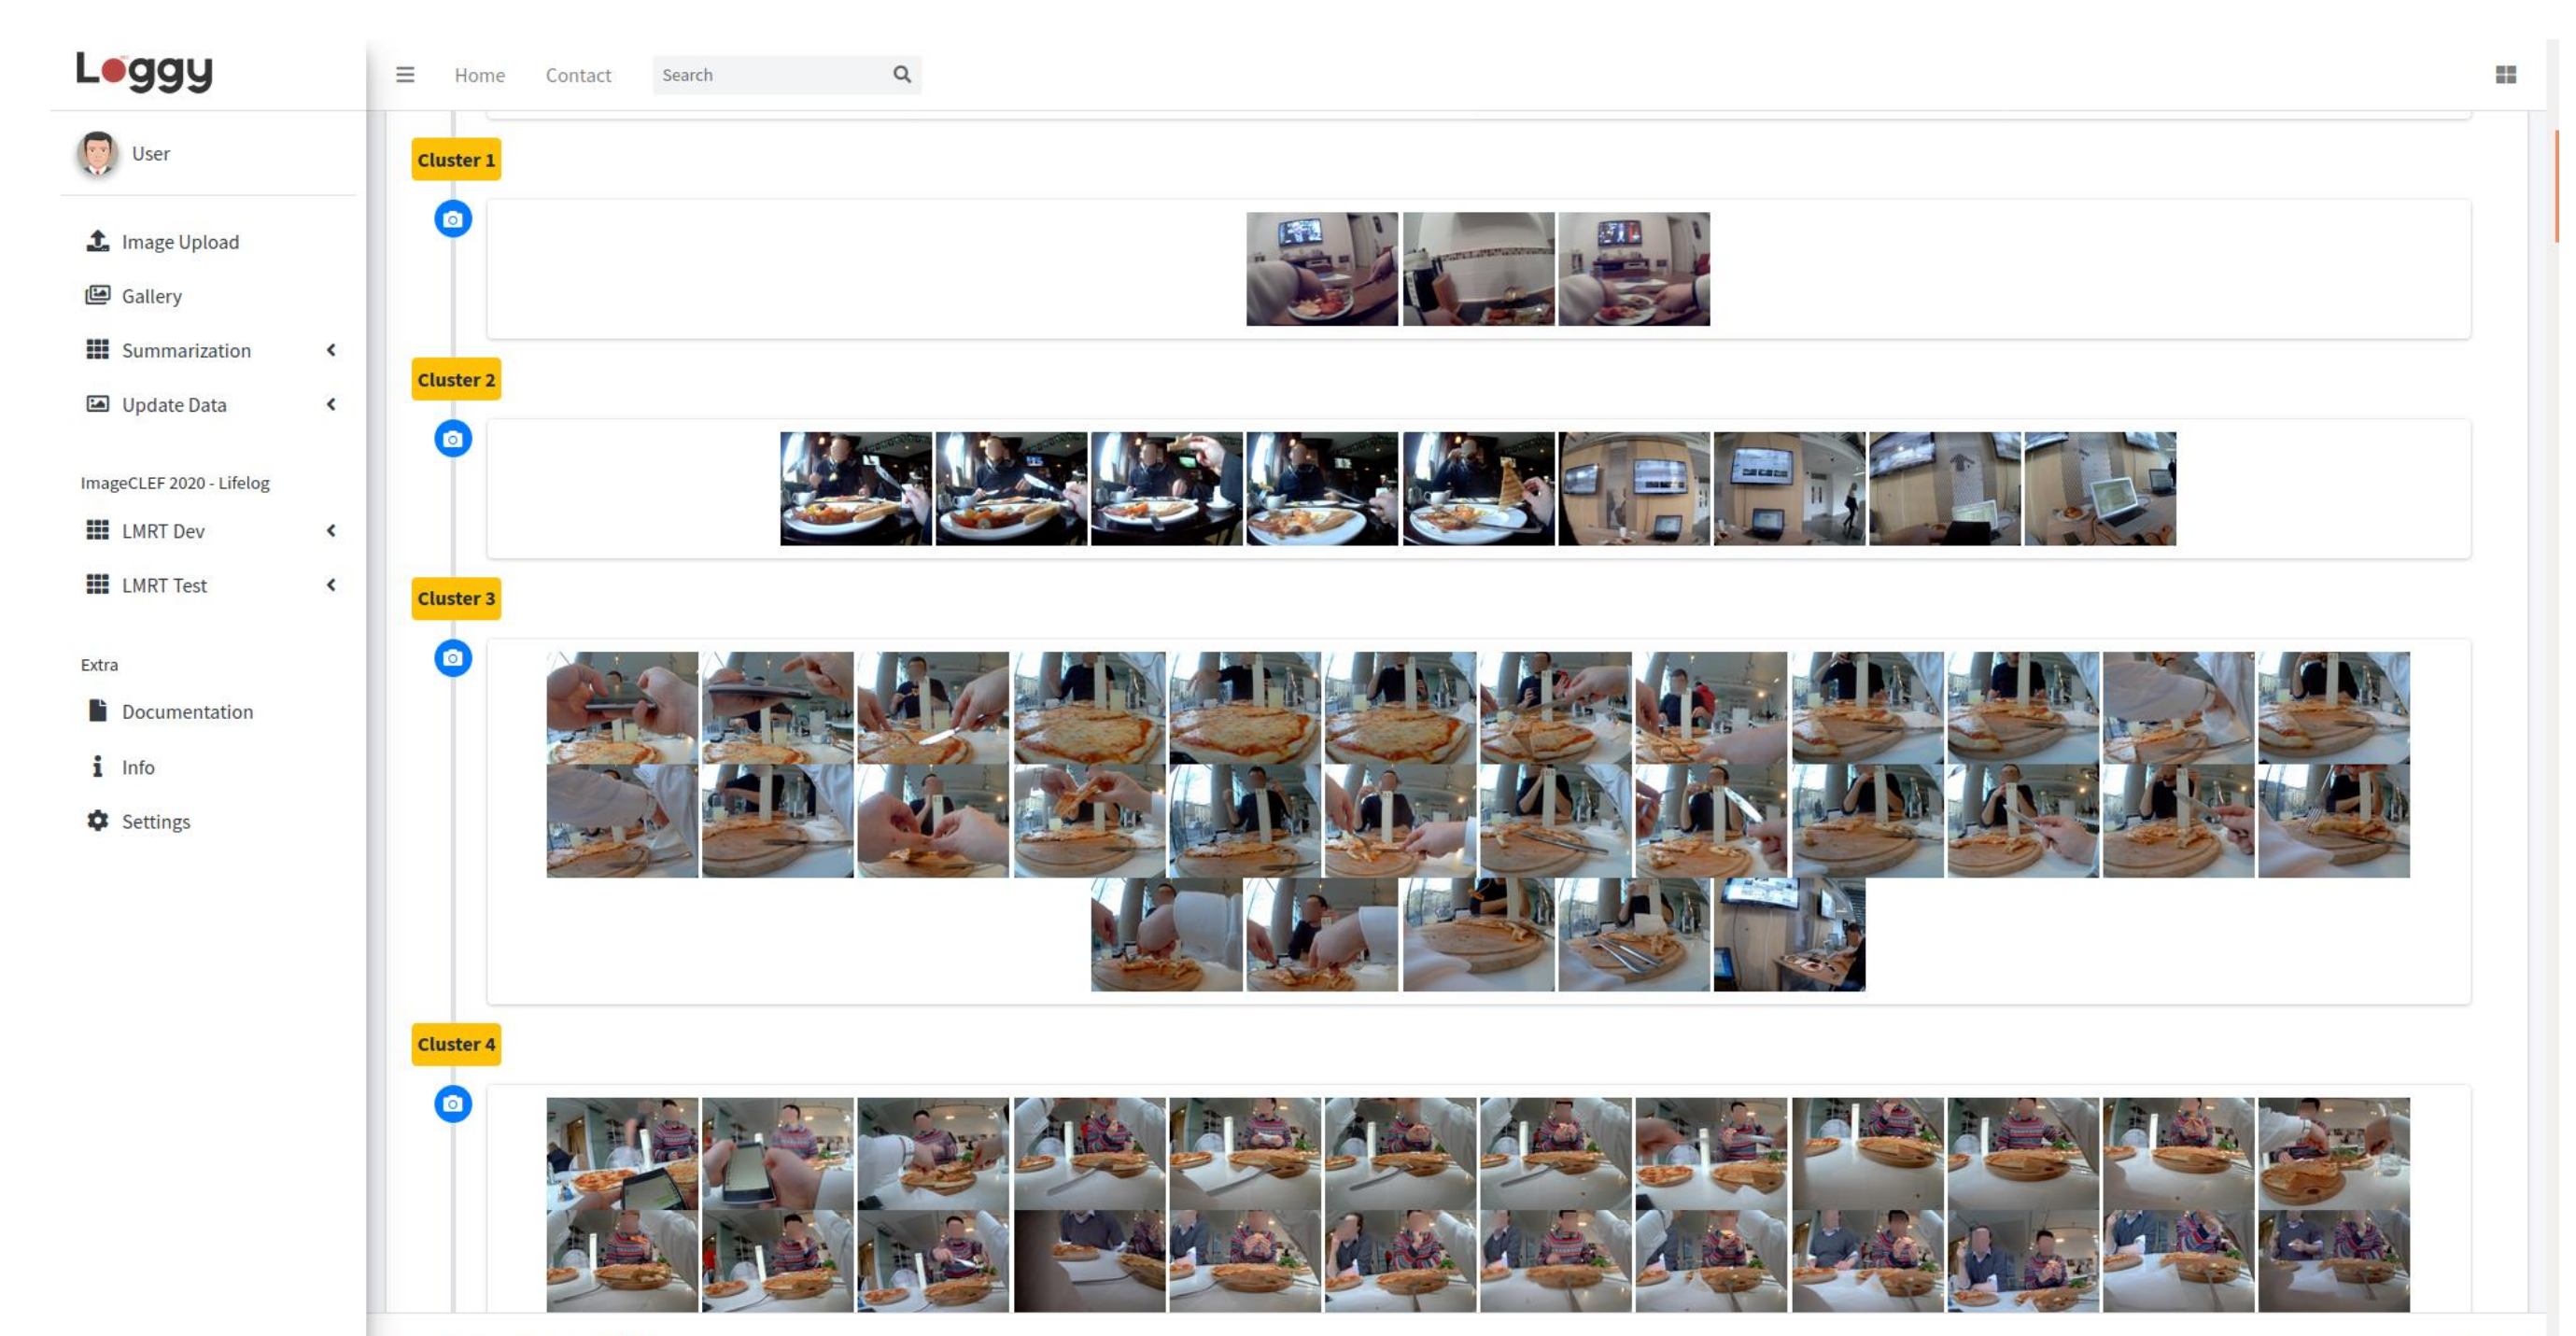 Loggy
Home Contact Search
User
Image Upload
Gallery
Summarization
Update Data
ImageCLEF 2020 - Lifelog
LMRT Dev
LMRT Test
Extra
Documentation
Info
Settings
Cluster 1
Cluster 2
Cluster 3
Cluster 4